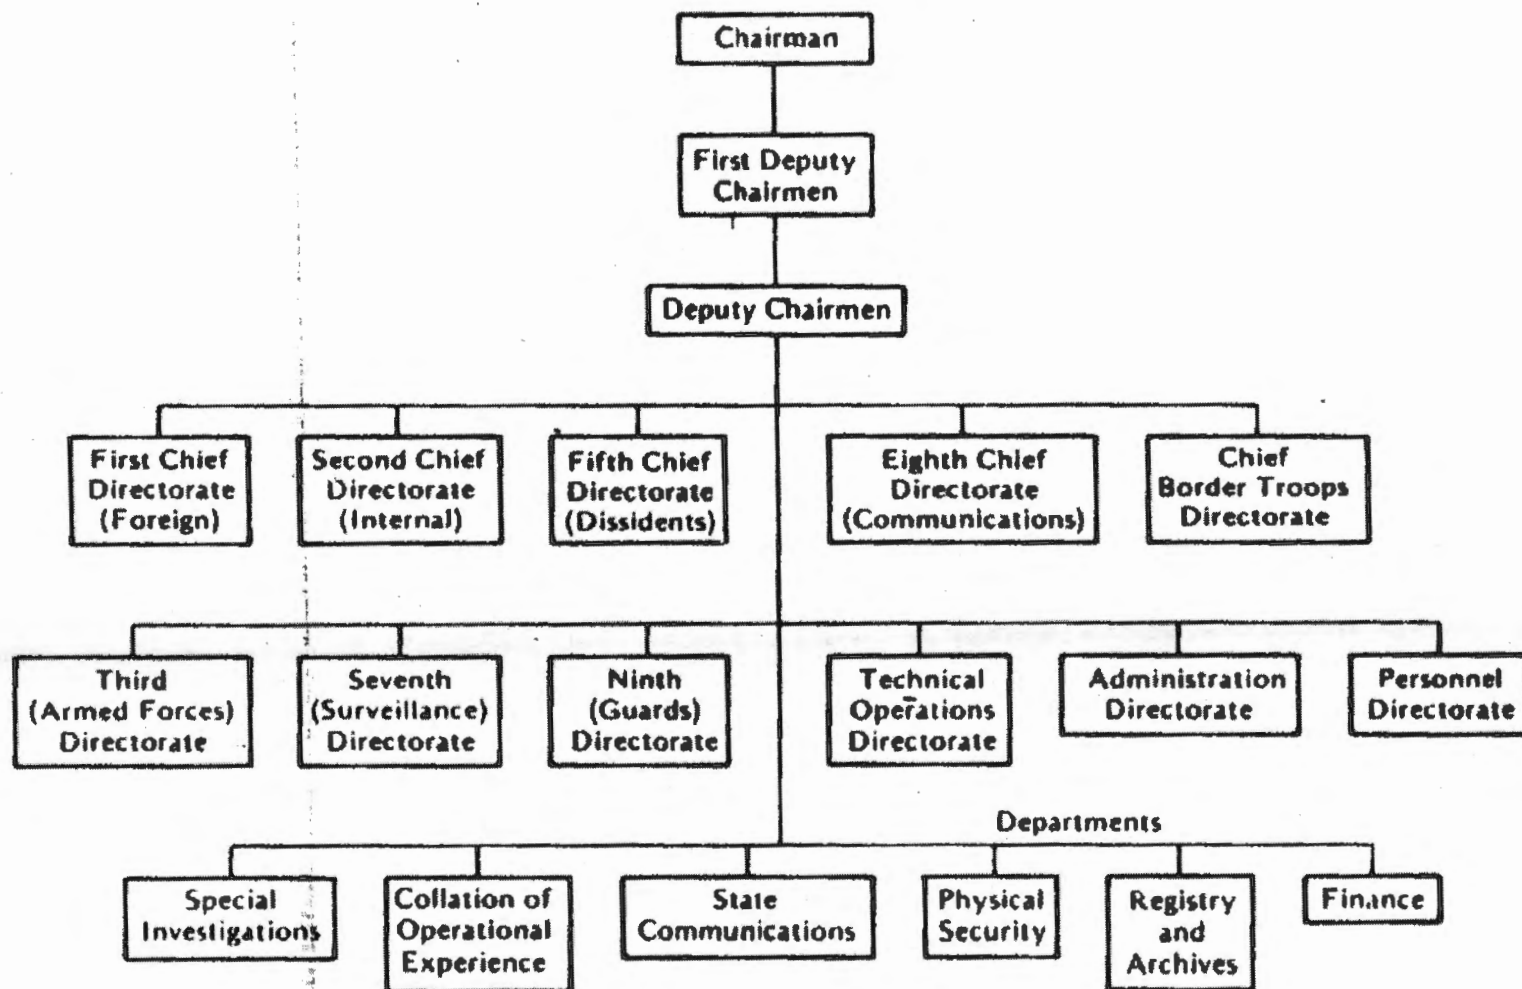 Chairman
First Deputy
Chairmen
Deputy Chairmen
First Chief
Directorate
(Foreign)
Second Chief
Directorate
(Internal)
Fifth Chief
Directorate
(Dissidents)
Eighth Chief
Directorate
(Communications)
Chief
Border Troops
Directorate
Third
(Armed Forces)
Directorate
Seventh
(Surveillance)
Directorate
Ninth
(Guards)
Directorate
Technical
Operations
Directorate
Administration
Directorate
Personnel
Directorate
Departments
Special
Investigations
Collation of
Operational
Experience
State
Communications
Physical
Security
Registry
and
Archives
Finance